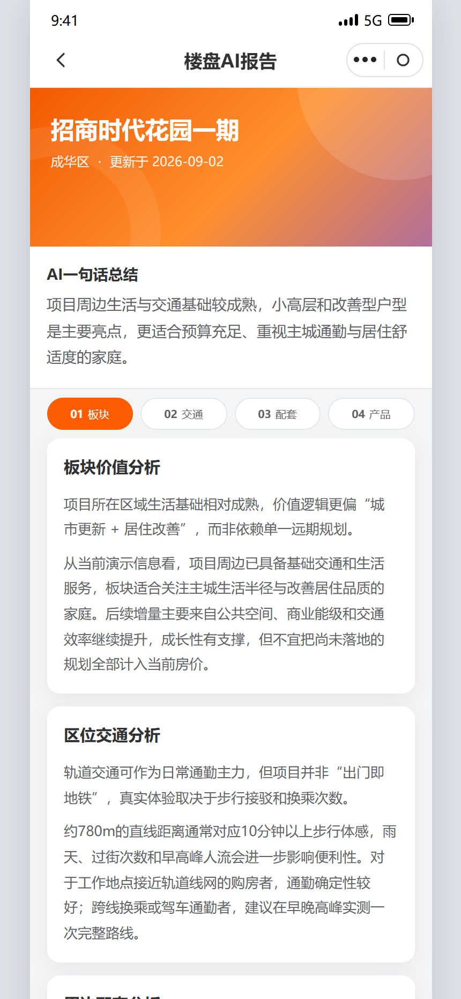 9:41
5G
楼盘AI报告
招商时代花园一期
成华区 · 更新于 2026-09-02
AI一句话总结
项目周边生活与交通基础较成熟，小高层和改善型户型
是主要亮点，更适合预算充足、重视主城通勤与居住舒
适度的家庭。
01 板块
02 交通
03 配套
04 产品
板块价值分析
项目所在区域生活基础相对成熟，价值逻辑更偏“城
市更新 + 居住改善”，而非依赖单一远期规划。
从当前演示信息看，项目周边已具备基础交通和生活
服务，板块适合关注主城生活半径与改善居住品质的
家庭。后续增量主要来自公共空间、商业能级和交通
效率继续提升，成长性有支撑，但不宜把尚未落地的
规划全部计入当前房价。
区位交通分析
轨道交通可作为日常通勤主力，但项目并非“出门即
地铁”，真实体验取决于步行接驳和换乘次数。
约780m的直线距离通常对应10分钟以上步行体感，雨
天、过街次数和早高峰人流会进一步影响便利性。对
于工作地点接近轨道线网的购房者，通勤确定性较
好；跨线换乘或驾车通勤者，建议在早晚高峰实测一
次完整路线。